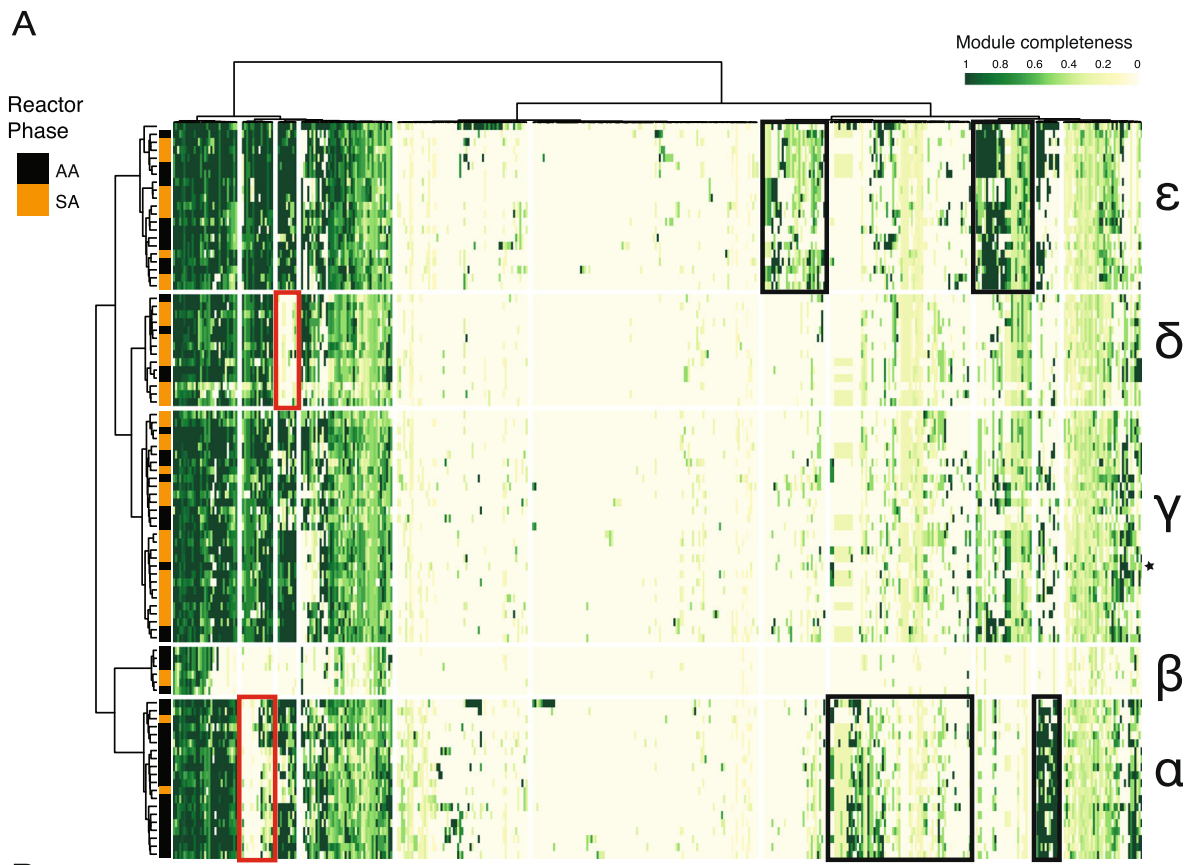 A
Module completeness
1 0.8 0.6 0.4 0.2 0
Reactor
Phase
AA
SA
ε
δ
γ
β
α